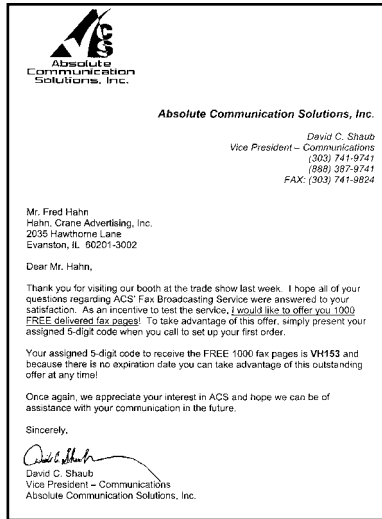 ACS
Absolute
Communication
Solutions, Inc.
Absolute Communication Solutions, Inc.
David C. Shaub
Vice President – Communications
(303) 741-9741
(888) 387-9741
FAX: (303) 741-9824
Mr. Fred Hahn
Hahn, Crane Advertising, Inc.
2035 Hawthorne Lane
Evanston, IL 60201-3002
Dear Mr. Hahn,
Thank you for visiting our booth at the trade show last week. I hope all of your
questions regarding ACS' Fax Broadcasting Service were answered to your
satisfaction. As an incentive to test the service, i would like to offer you 1000
FREE delivered fax pages! To take advantage of this offer, simply present your
assigned 5-digit code when you call to set up your first order.
Your assigned 5-digit code to receive the FREE 1000 fax pages is VH153 and
because there is no expiration date you can take advantage of this outstanding
offer at any time!
Once again, we appreciate your interest in ACS and hope we can be of
assistance with your communication in the future.
Sincerely,
David C. Shaub
David C. Shaub
Vice President – Communications
Absolute Communication Solutions, Inc.